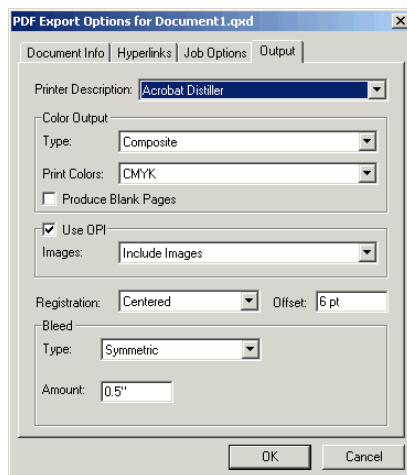 PDF Export Options for Document1.qxd
Document Info Hyperlinks Job Options Output
Printer Description: Acrobat Distiller
Color Output
Type: Composite
Print Colors: CMYK
Produce Blank Pages
Use OPI
Images: Include Images
Registration: Centered Offset: 6 pt
Bleed
Type: Symmetric
Amount: 0.5"
OK Cancel